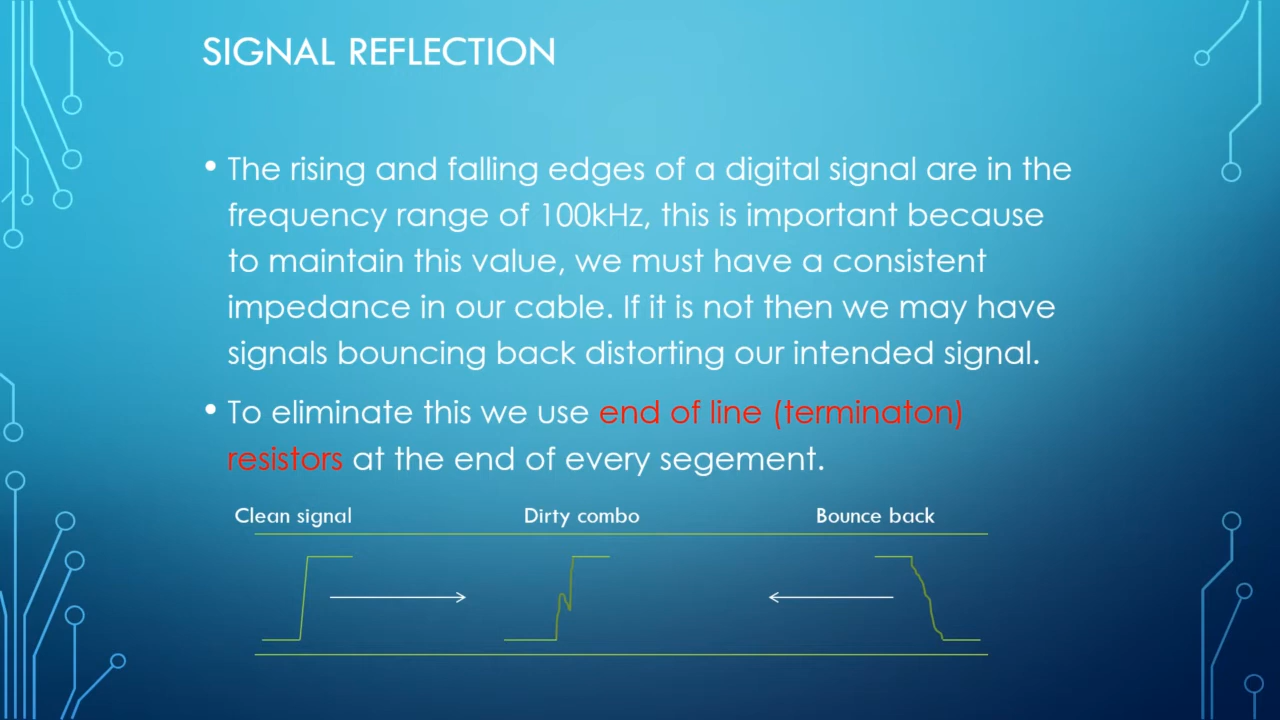 SIGNAL REFLECTION
• The rising and falling edges of a digital signal are in the
frequency range of 100kHz, this is important because
to maintain this value, we must have a consistent
impedance in our cable. If it is not then we may have
signals bouncing back distorting our intended signal.
• To eliminate this we use end of line (terminaton)
resistors at the end of every segement.
Clean signal Dirty combo Bounce back